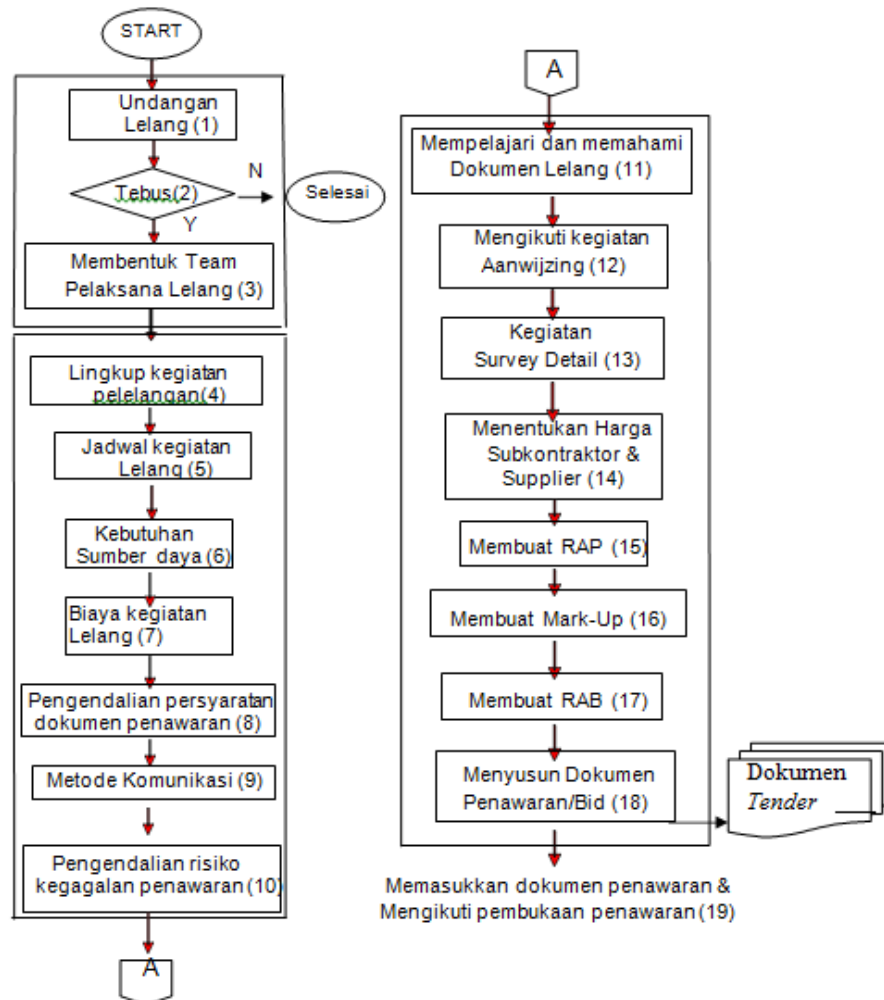 START
Undangan
Lelang (1)
Tebus(2)
N
Selesai
Y
Membentuk Team
Pelaksana Lelang (3)
Lingkup kegiatan
pelelangan(4)
Jadwal kegiatan
Lelang (5)
Kebutuhan
Sumber daya (6)
Biaya kegiatan
Lelang (7)
Pengendalian persyaratan
dokumen penawaran (8)
Metode Komunikasi (9)
Pengendalian risiko
kegagalan penawaran (10)
A
A
Mempelajari dan memahami
Dokumen Lelang (11)
Mengikuti kegiatan
Aanwijzing (12)
Kegiatan
Survey Detail (13)
Menentukan Harga
Subkontraktor &
Supplier (14)
Membuat RAP (15)
Membuat Mark-Up (16)
Membuat RAB (17)
Menyusun Dokumen
Penawaran/Bid (18)
Dokumen
Tender
Memasukkan dokumen penawaran &
Mengikuti pembukaan penawaran (19)